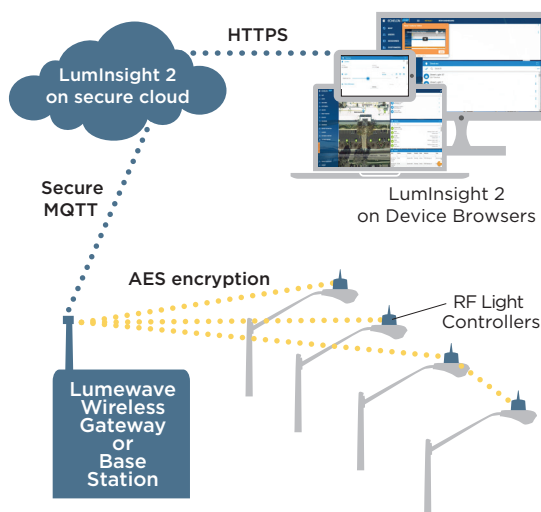 HTTPS
LumInsight 2
on secure cloud
Secure
MQTT
LumInsight 2
on Device Browsers
AES encryption
RF Light
Controllers
Lumewave
Wireless
Gateway
or
Base
Station